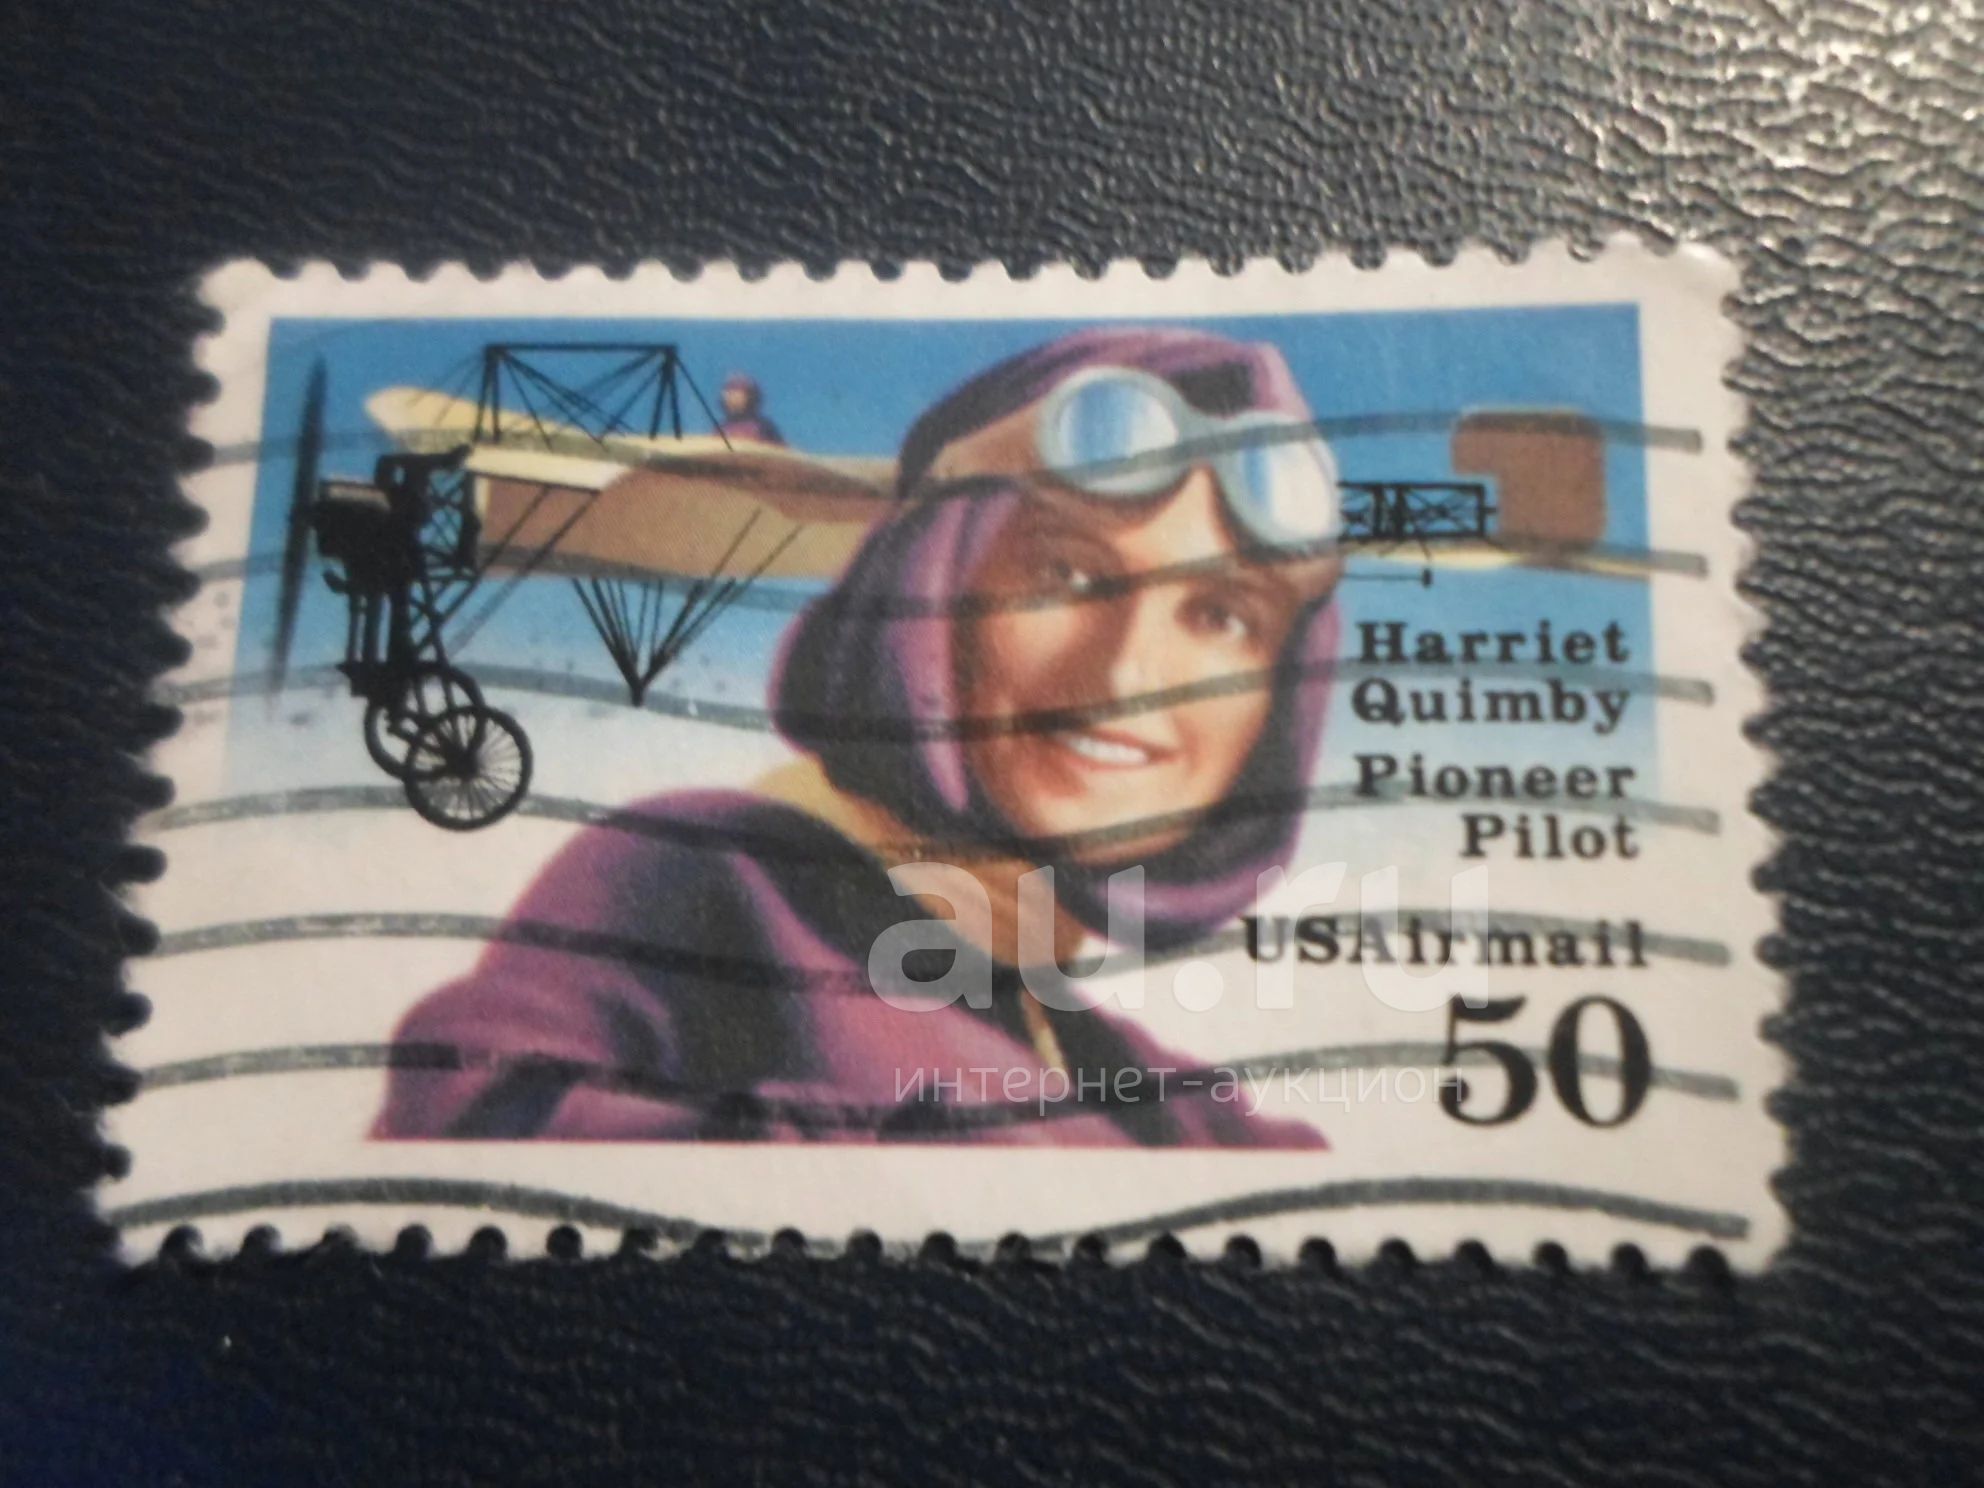 Harriet
Quimby
Pioneer
Pilot
USAirmail
50
au.ru
интернет-аукцион